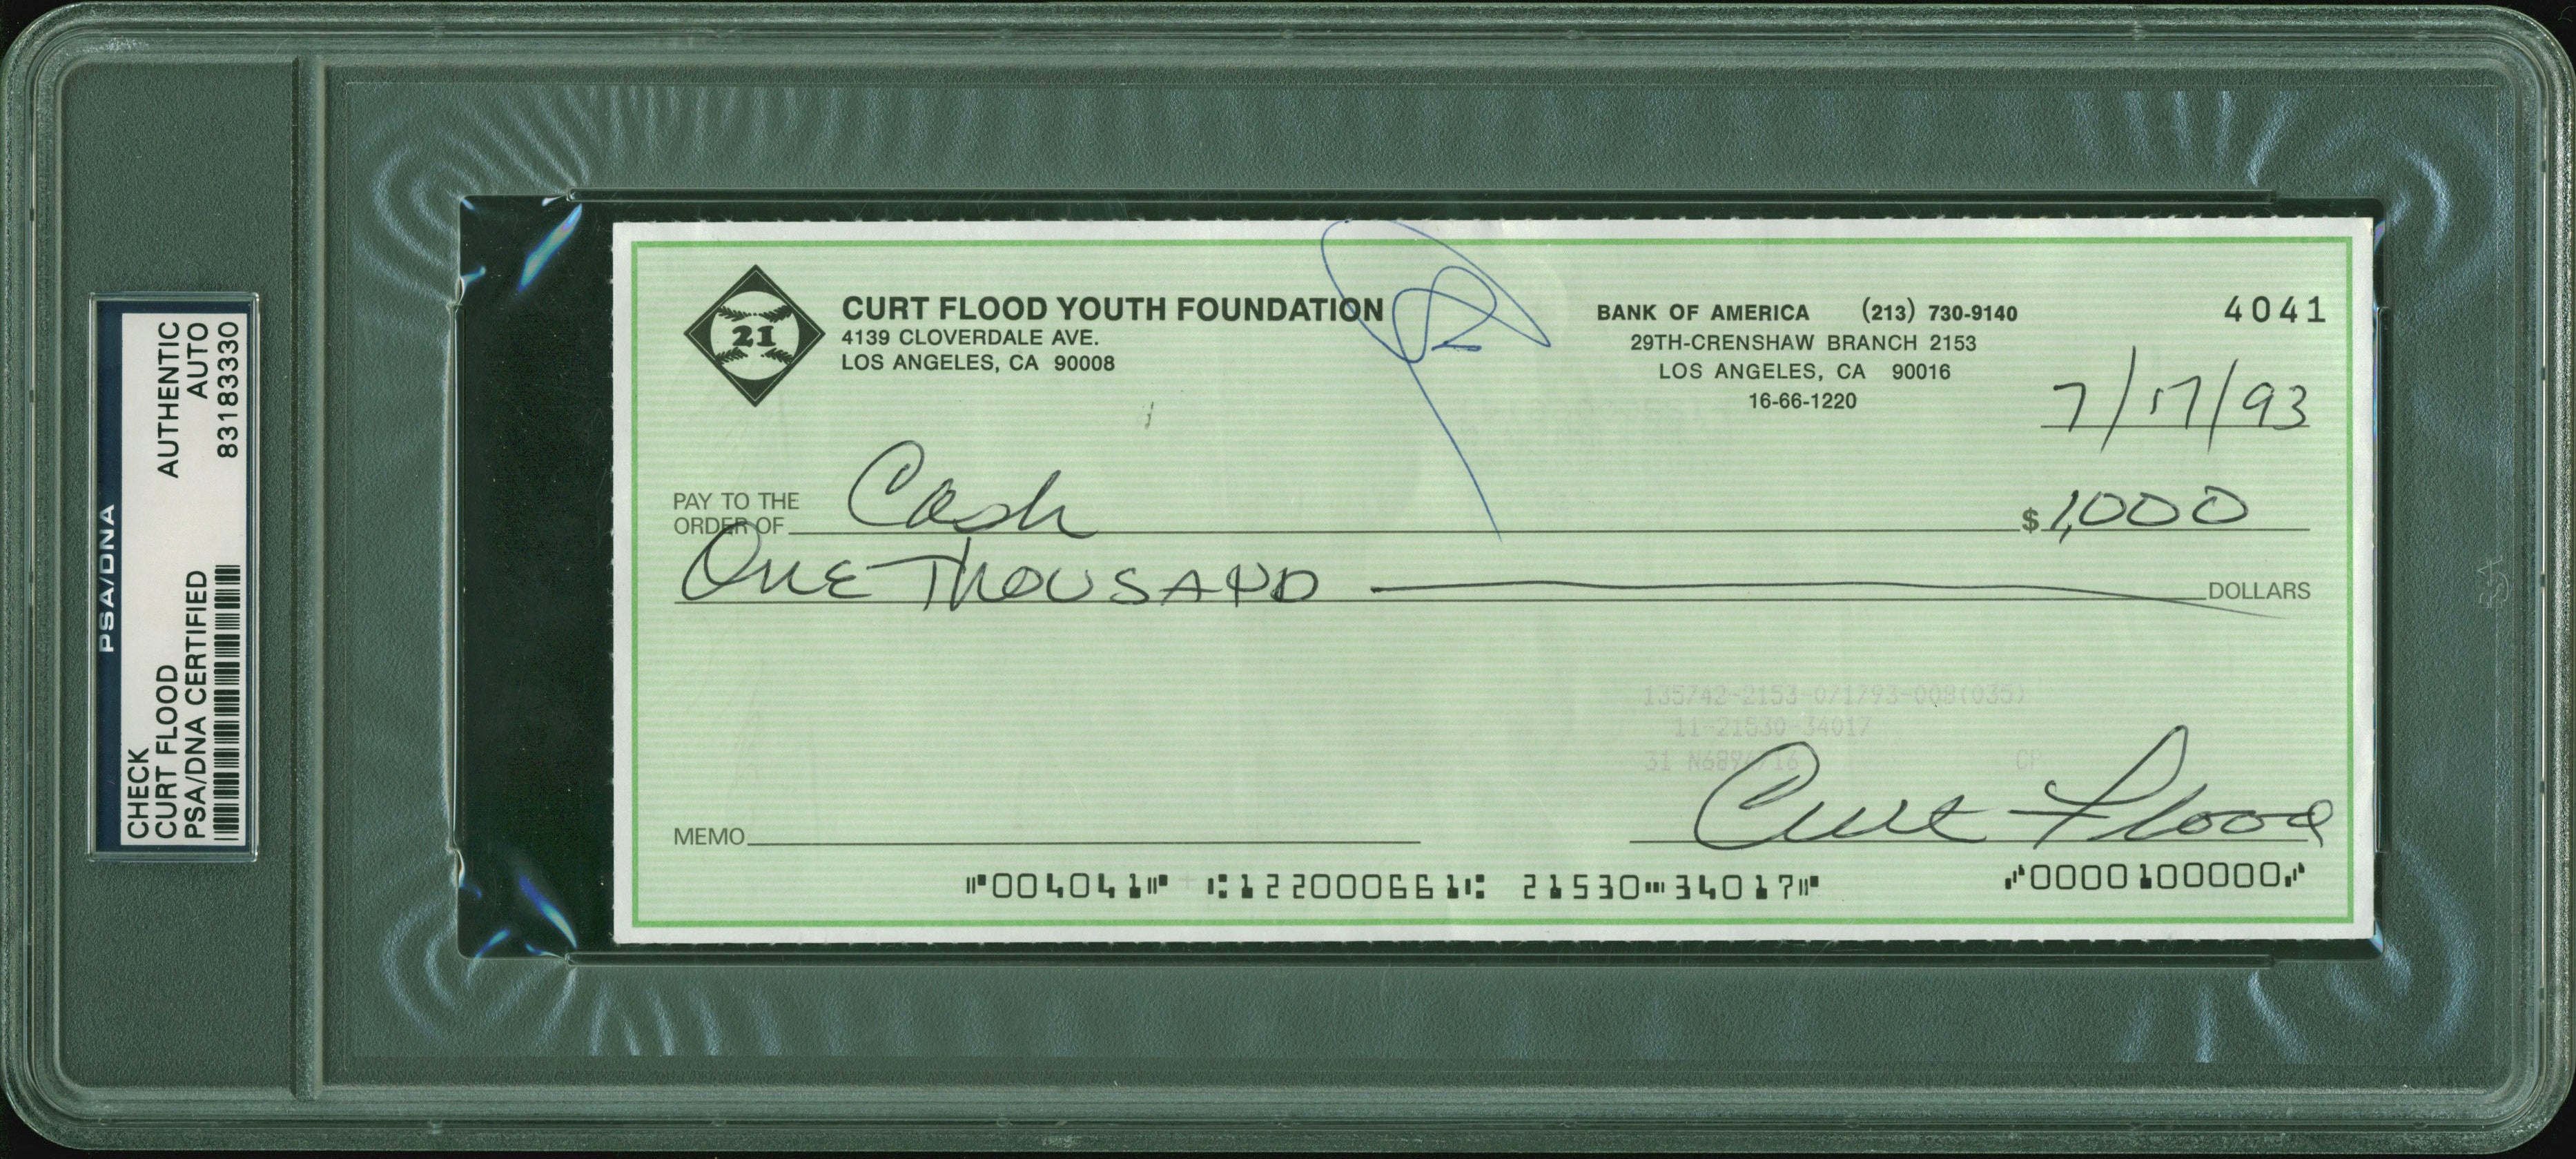 PSA/DNA
CHECK AUTHENTIC
CURT FLOOD AUTO
PSA/DNA CERTIFIED 83183330
21
CURT FLOOD YOUTH FOUNDATION
4139 CLOVERDALE AVE.
LOS ANGELES, CA 90008
BANK OF AMERICA (213) 730-9140
29TH-CRENSHAW BRANCH 2153
LOS ANGELES, CA 90016
16-66-1220
4041
7/17/93
PAY TO THE
ORDER OF Cash $ 1,000
One Thousand DOLLARS
135742-2153-071793-008(035)
11-21530-34017
31 CP
MEMO Curt Flood
⑈004041⑈ ⑆122000661⑆ 21530⑉34017⑈ ⑇0000100000⑇